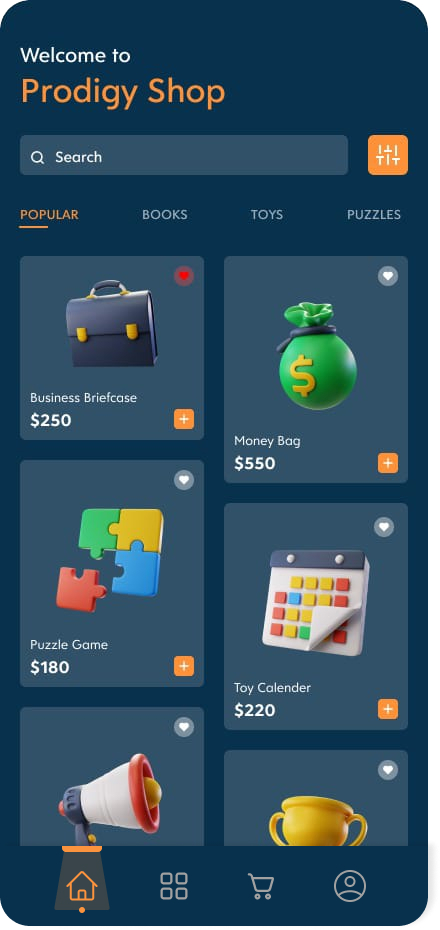 Welcome to
Prodigy Shop
Search
POPULAR
BOOKS
TOYS
PUZZLES
Business Briefcase
$250
$
Money Bag
$550
Puzzle Game
$180
Toy Calender
$220